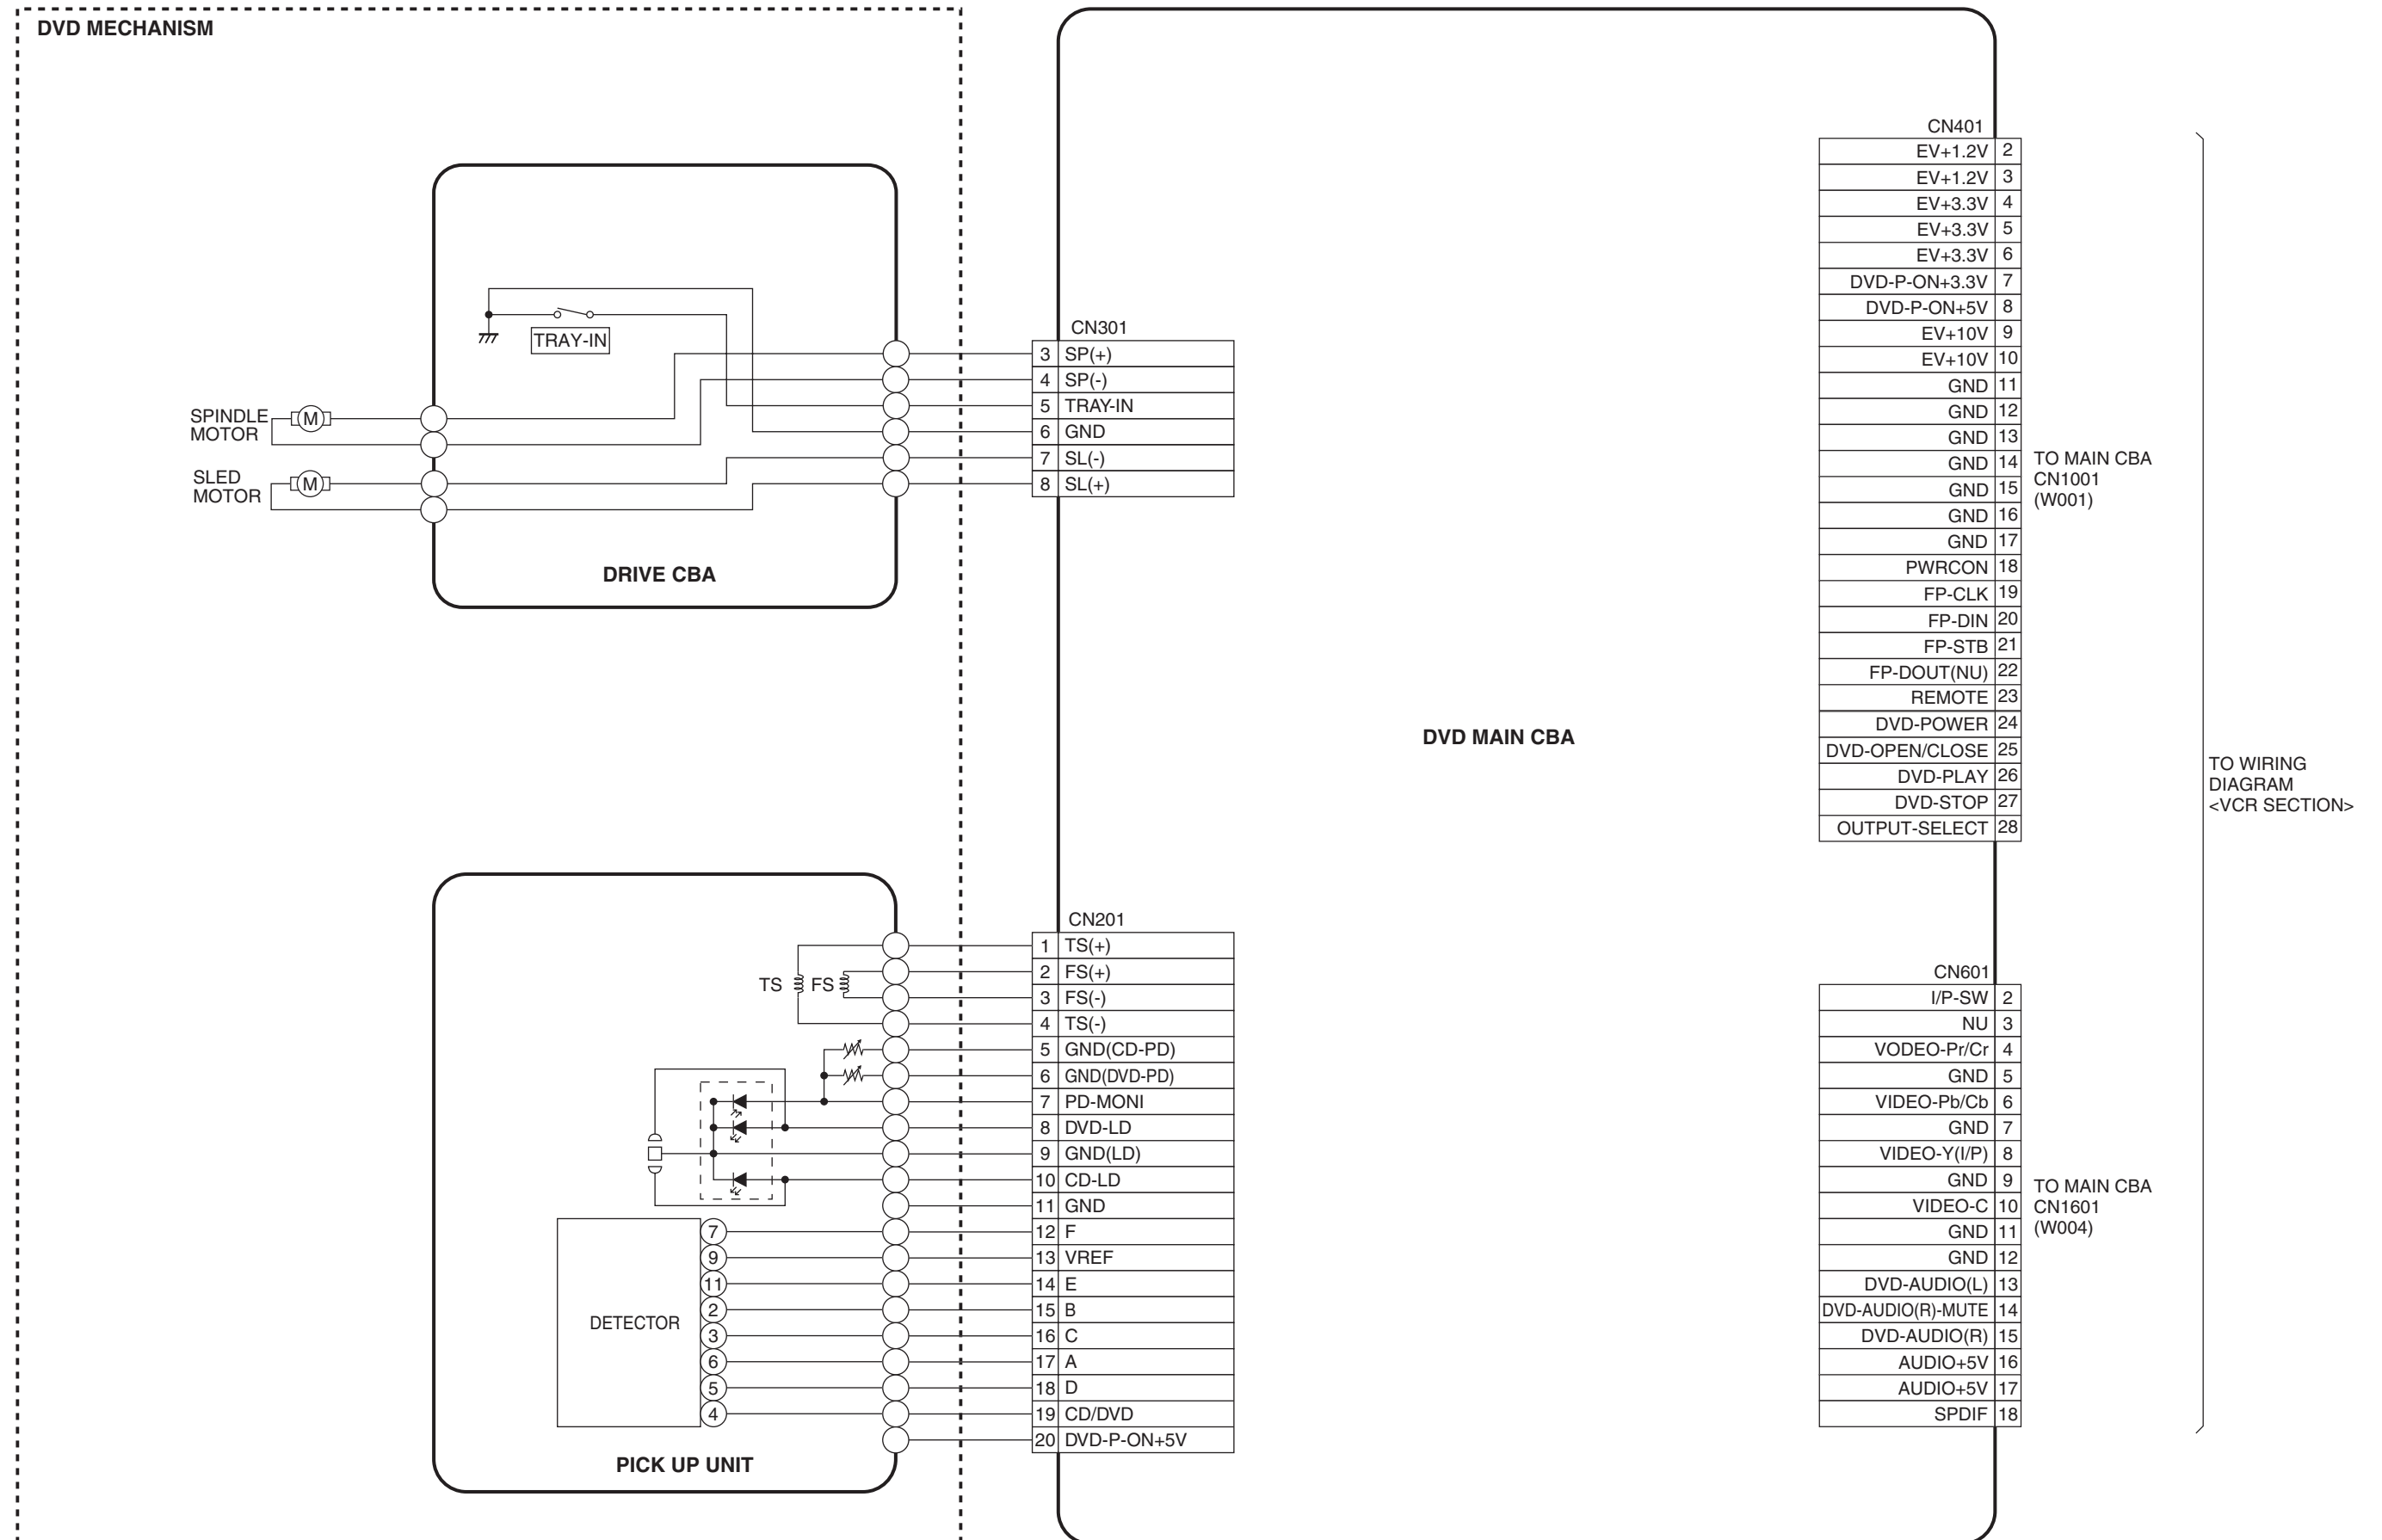 DVD MECHANISM
TRAY-IN
SPINDLE
MOTOR
M
SLED
MOTOR
M
DRIVE CBA
CN301
3 SP(+)
4 SP(-)
5 TRAY-IN
6 GND
7 SL(-)
8 SL(+)
DVD MAIN CBA
CN401
EV+1.2V 2
EV+1.2V 3
EV+3.3V 4
EV+3.3V 5
EV+3.3V 6
DVD-P-ON+3.3V 7
DVD-P-ON+5V 8
EV+10V 9
EV+10V 10
GND 11
GND 12
GND 13
GND 14
GND 15
GND 16
GND 17
PWRCON 18
FP-CLK 19
FP-DIN 20
FP-STB 21
FP-DOUT(NU) 22
REMOTE 23
DVD-POWER 24
DVD-OPEN/CLOSE 25
DVD-PLAY 26
DVD-STOP 27
OUTPUT-SELECT 28
TO MAIN CBA
CN1001
(W001)
TO WIRING
DIAGRAM
<VCR SECTION>
TS FS
DETECTOR
7
9
11
2
3
6
5
4
PICK UP UNIT
CN201
1 TS(+)
2 FS(+)
3 FS(-)
4 TS(-)
5 GND(CD-PD)
6 GND(DVD-PD)
7 PD-MONI
8 DVD-LD
9 GND(LD)
10 CD-LD
11 GND
12 F
13 VREF
14 E
15 B
16 C
17 A
18 D
19 CD/DVD
20 DVD-P-ON+5V
CN601
I/P-SW 2
NU 3
VODEO-Pr/Cr 4
GND 5
VIDEO-Pb/Cb 6
GND 7
VIDEO-Y(I/P) 8
GND 9
VIDEO-C 10
GND 11
GND 12
DVD-AUDIO(L) 13
DVD-AUDIO(R)-MUTE 14
DVD-AUDIO(R) 15
AUDIO+5V 16
AUDIO+5V 17
SPDIF 18
TO MAIN CBA
CN1601
(W004)